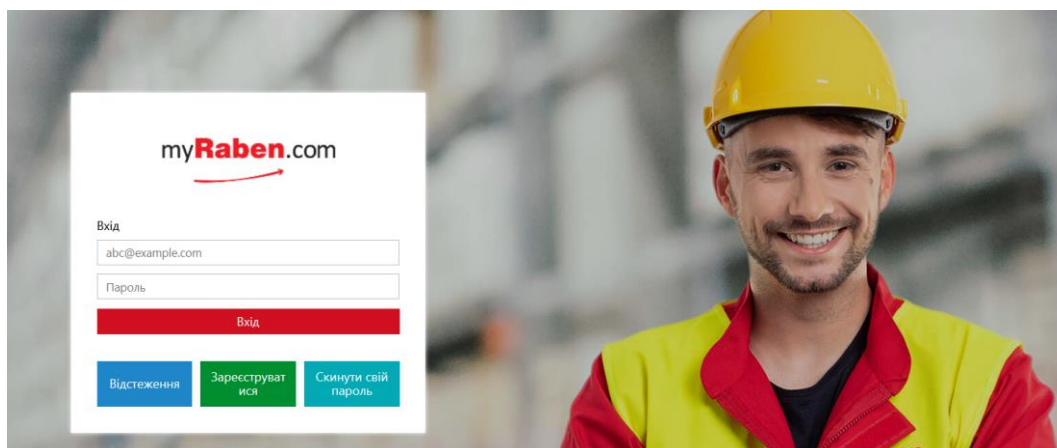 myRaben.com
Вхід
abc@example.com
Пароль
Вхід
Відстеження
Зареєструват
ися
Скинути свій
пароль